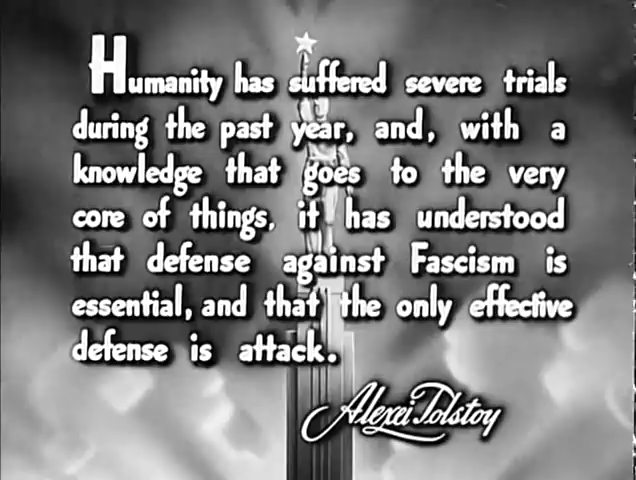 Humanity has suffered severe trials
during the past year, and, with a
knowledge that goes to the very
core of things, it has understood
that defense against Fascism is
essential, and that the only effective
defense is attack.
Alexei Tolstoy